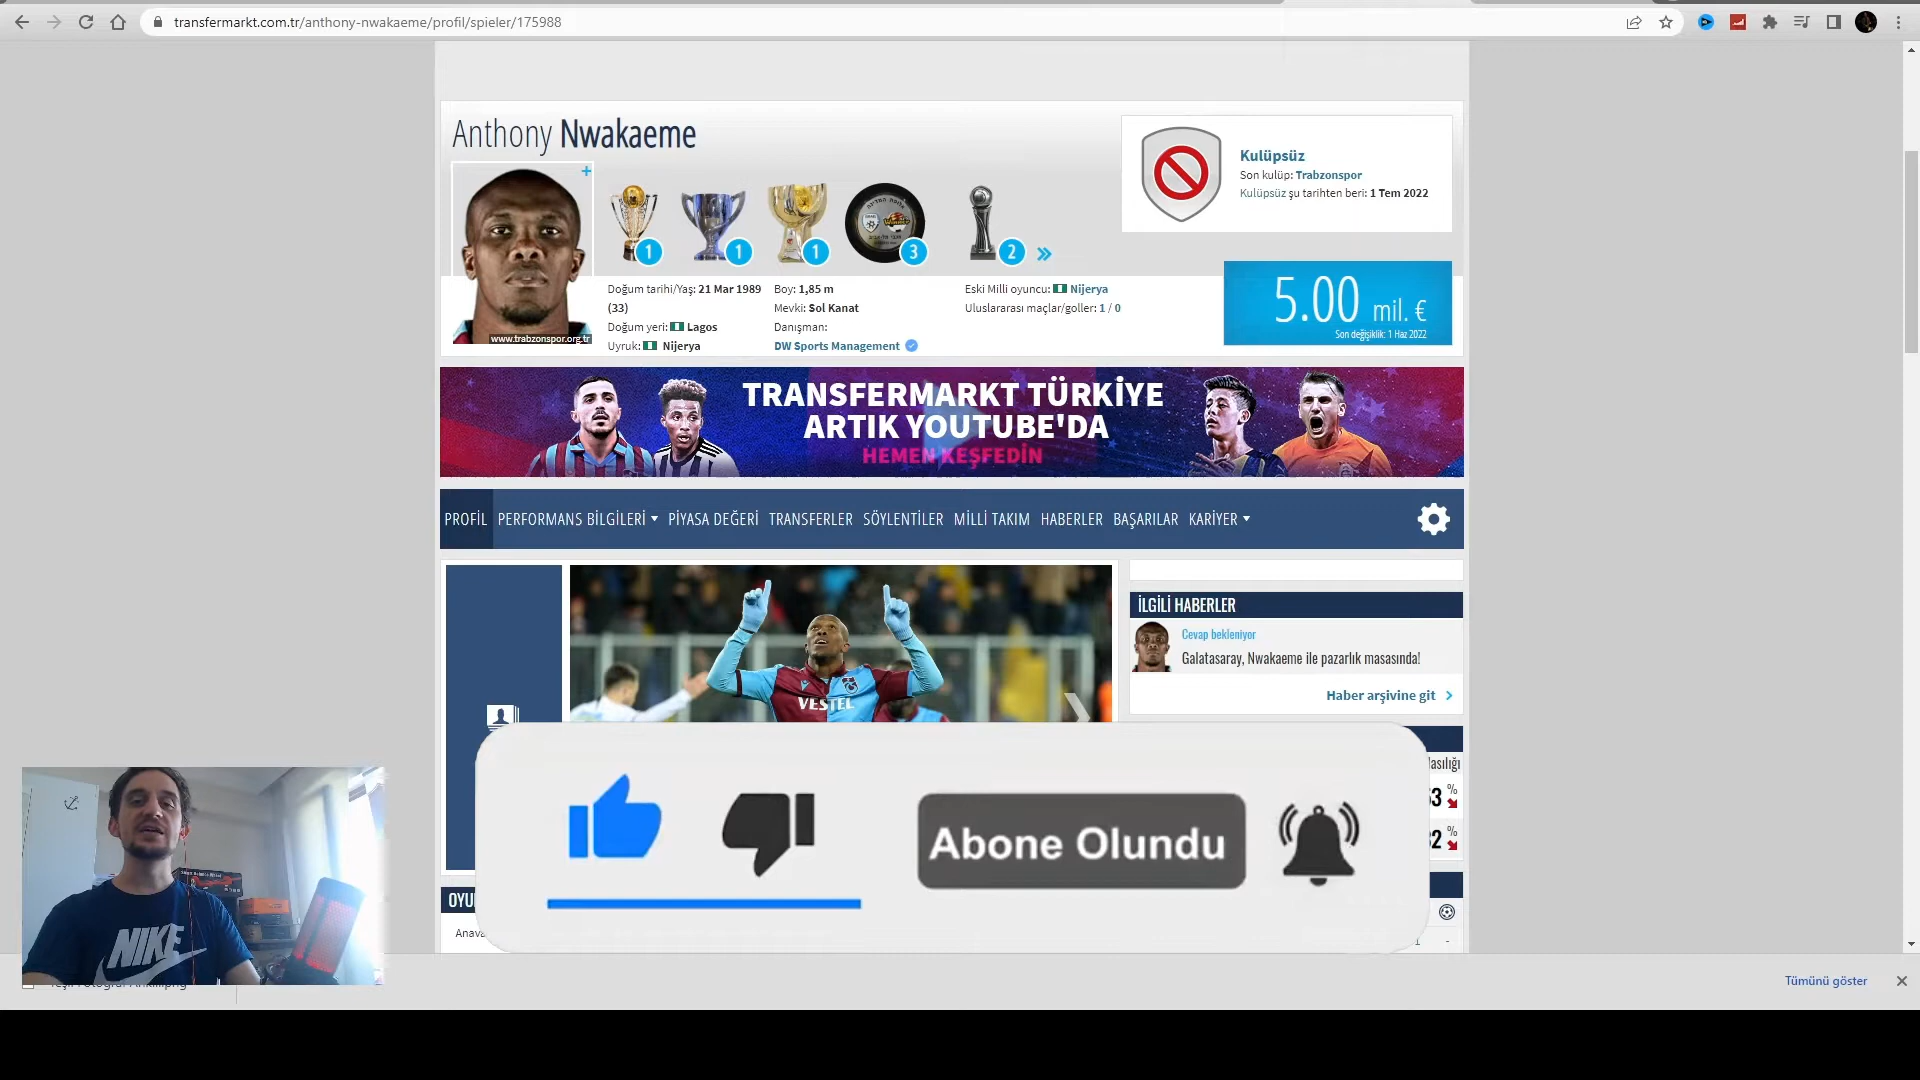 transfermarkt.com.tr/anthony-nwakaeme/profil/spieler/175988
Anthony Nwakaeme
Kulüpsüz
Son kulüp: Trabzonspor
Kulüpsüz şu tarihten beri: 1 Tem 2022
1
1
1
3
2
www.trabzonspor.org.tr
Doğum tarihi/Yaş: 21 Mar 1989
(33)
Doğum yeri: Lagos
Uyruk: Nijerya
Boy: 1,85 m
Mevki: Sol Kanat
Danışman:
DW Sports Management
Eski Milli oyuncu: Nijerya
Uluslararası maçlar/goller: 1 / 0
5.00 mil. €
Son değişiklik: 1 Haz 2022
TRANSFERMARKT TÜRKİYE
ARTIK YOUTUBE'DA
HEMEN KEŞFEDİN
PROFİL PERFORMANS BİLGİLERİ PİYASA DEĞERİ TRANSFERLER SÖYLENTİLER MİLLİ TAKIM HABERLER BAŞARILAR KARİYER
VESTEL
İLGİLİ HABERLER
Cevap bekleniyor
Galatasaray, Nwakaeme ile pazarlık masasında!
Haber arşivine git
Abone Olundu
NIKE
Tümünü göster